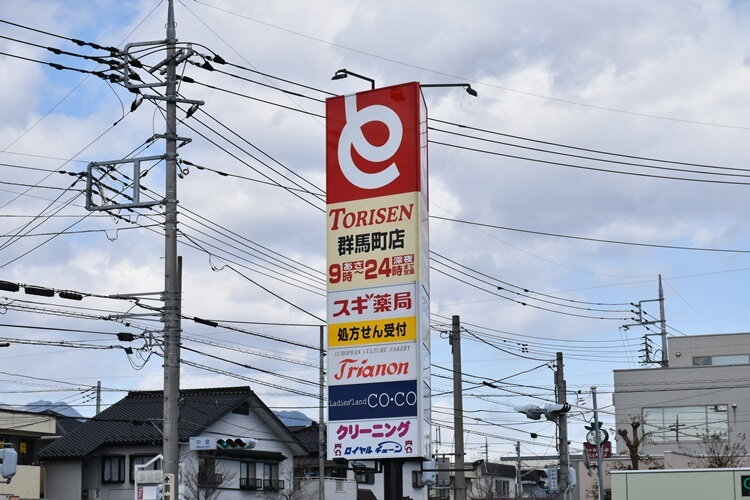 TORISEN
群馬町店
あさ 深夜
9時〜24時まで営業
スギ薬局
処方せん受付
EUROPEAN CULTURE BAKERY
Trianon
Ladies'land CO・CO
クリーニング
ロイヤルチェーン